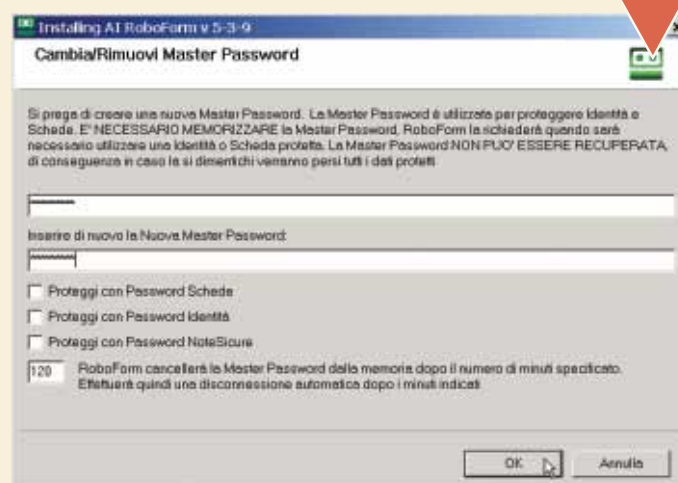 Installing AI RoboForm v 5-3-9
Cambia/Rimuovi Master Password
Si prega di creare una nuova Master Password. La Master Password è utilizzata per proteggere Identità e
Schede. E' NECESSARIO MEMORIZZARE la Master Password, RoboForm la richiederà quando sarà
necessario utilizzare una Identità o Scheda protetta. La Master Password NON PUO' ESSERE RECUPERATA,
di conseguenza in caso la si dimentichi verranno persi tutti i dati protetti
Inserire di nuovo la Nuova Master Password:
Proteggi con Password Schede
Proteggi con Password Identità
Proteggi con Password NoteSicure
120 RoboForm cancellerà la Master Password dalla memoria dopo il numero di minuti specificato.
Effettuerà quindi una disconnessione automatica dopo i minuti indicati
OK Annulla